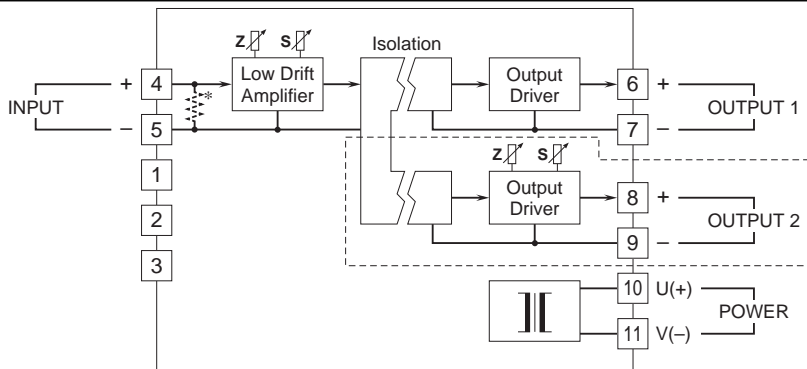 Z S
Isolation
INPUT
+ 4
*
Low Drift
Amplifier
Output
Driver
6 +
OUTPUT 1
– 5
7 –
1
Z S
Output
Driver
8 +
OUTPUT 2
2
9 –
3
10 U(+)
POWER
11 V(–)